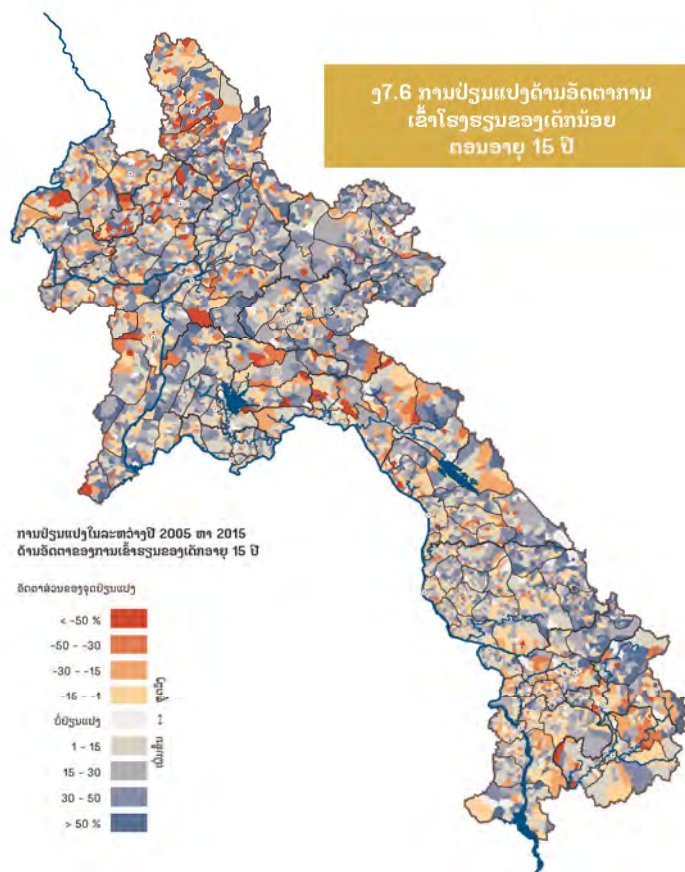 ງ7.6 ການປ່ຽນແປງດ້ານອັດຕາການ
ເຂົ້າໂຮງຮຽນຂອງເດັກນ້ອຍ
ຕອນອາຍຸ 15 ປີ
ການປ່ຽນແປງໃນລະຫວ່າງປີ 2005 ຫາ 2015
ດ້ານອັດຕາຂອງການເຂົ້າຮຽນຂອງເດັກອາຍຸ 15 ປີ
ອັດຕາສ່ວນຂອງຈຸດປ່ຽນແປງ
< -50 %
-50 - -30
-30 - -15
-15 - -1
ບໍ່ປ່ຽນແປງ
1 - 15
15 - 30
30 - 50
> 50 %
ເພີ່ມຂຶ້ນ ↔